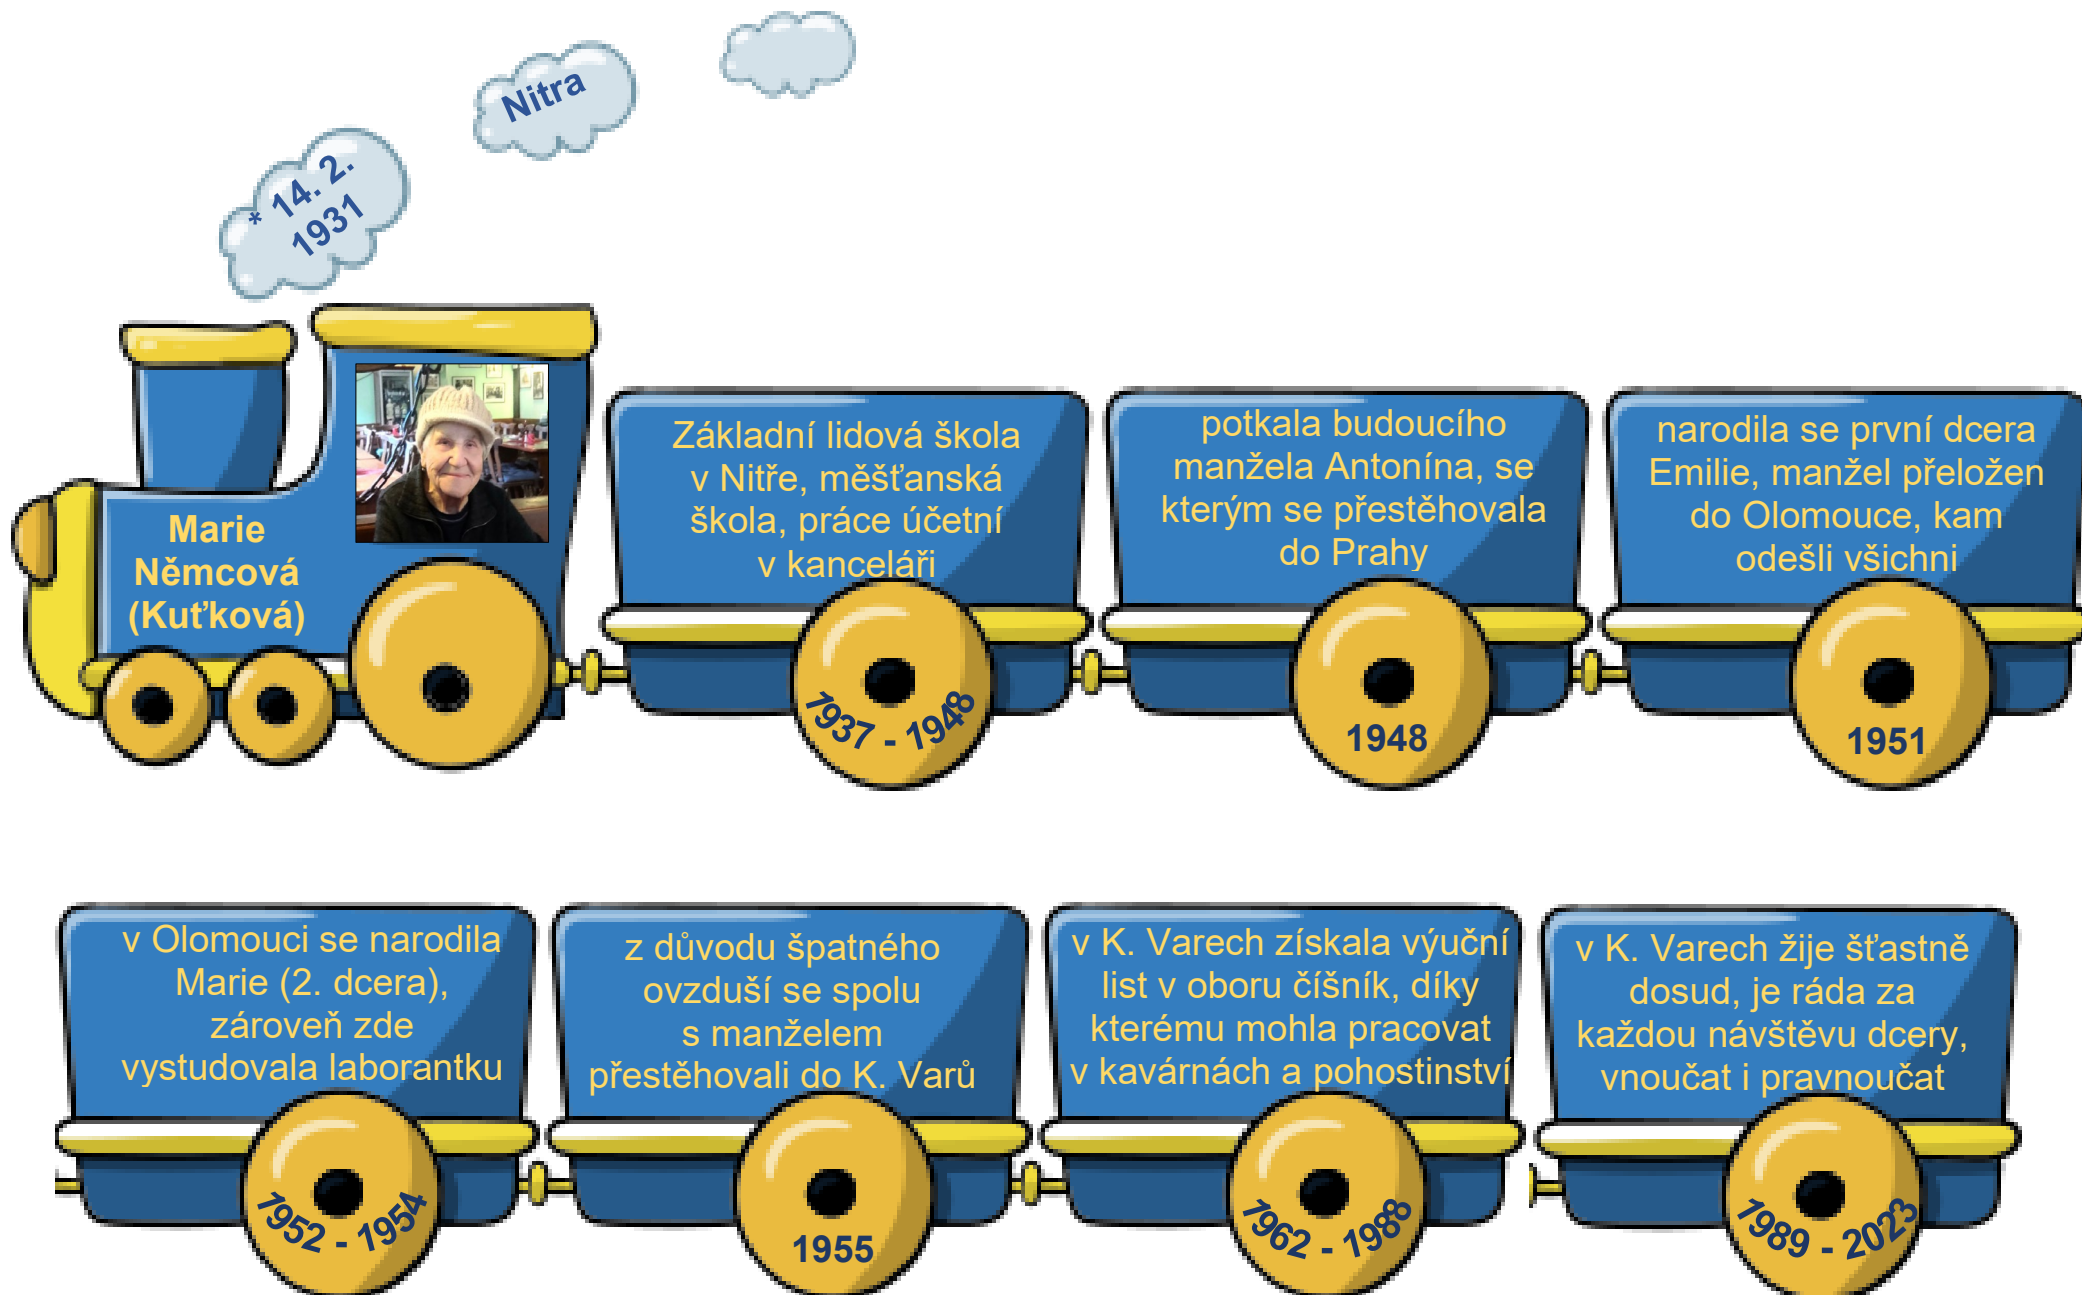 * 14. 2.
1931
Nitra
Marie
Němcová
(Kuťková)
Základní lidová škola
v Nitře, měšťanská
škola, práce účetní
v kanceláři
1937 - 1948
potkala budoucího
manžela Antonína, se
kterým se přestěhovala
do Prahy
1948
narodila se první dcera
Emilie, manžel přeložen
do Olomouce, kam
odešli všichni
1951
v Olomouci se narodila
Marie (2. dcera),
zároveň zde
vystudovala laborantku
1952 - 1954
z důvodu špatného
ovzduší se spolu
s manželem
přestěhovali do K. Varů
1955
v K. Varech získala výuční
list v oboru číšník, díky
kterému mohla pracovat
v kavárnách a pohostinství
1962 - 1988
v K. Varech žije šťastně
dosud, je ráda za
každou návštěvu dcery,
vnoučat i pravnoučat
1989 - 2023